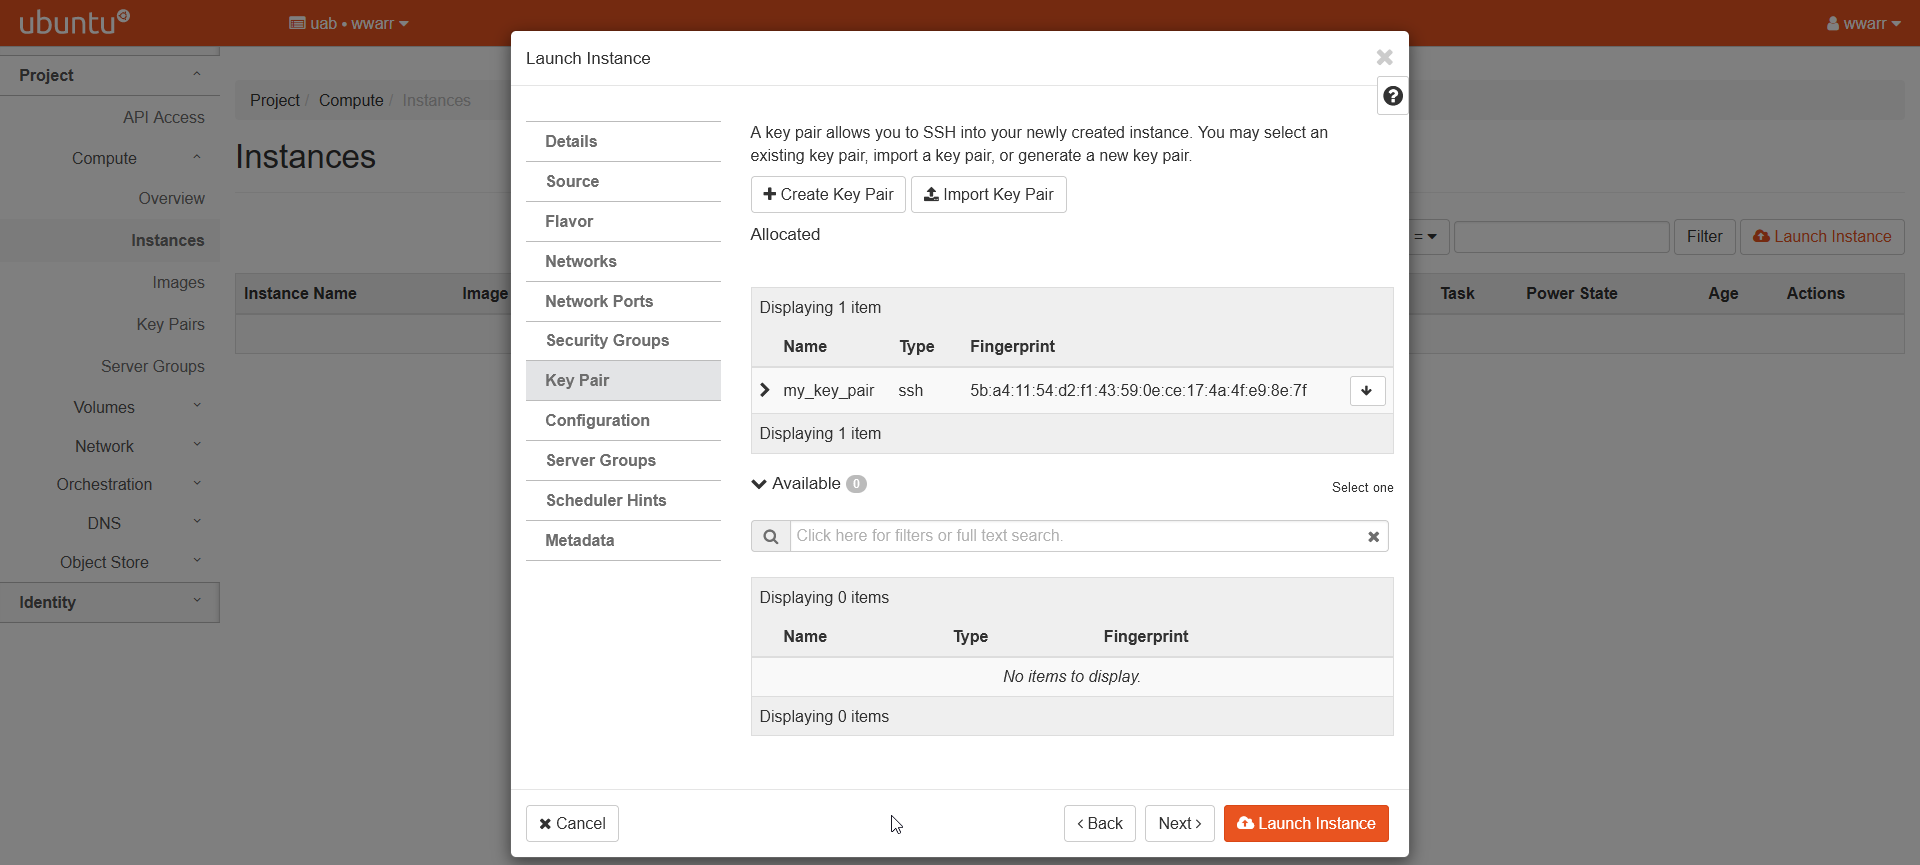 ubuntu
uab • wwarr
wwarr
Project
API Access
Compute
Overview
Instances
Images
Key Pairs
Server Groups
Volumes
Network
Orchestration
DNS
Object Store
Identity
Project / Compute / Instances
Instances
= Filter Launch Instance
Instance Name Image Task Power State Age Actions
Launch Instance
Details
Source
Flavor
Networks
Network Ports
Security Groups
Key Pair
Configuration
Server Groups
Scheduler Hints
Metadata
A key pair allows you to SSH into your newly created instance. You may select an
existing key pair, import a key pair, or generate a new key pair.
Create Key Pair Import Key Pair
Allocated
Displaying 1 item
Name Type Fingerprint
my_key_pair ssh 5b:a4:11:54:d2:f1:43:59:0e:ce:17:4a:4f:e9:8e:7f
Displaying 1 item
Available 0 Select one
Click here for filters or full text search.
Displaying 0 items
Name Type Fingerprint
No items to display.
Displaying 0 items
Cancel < Back Next > Launch Instance